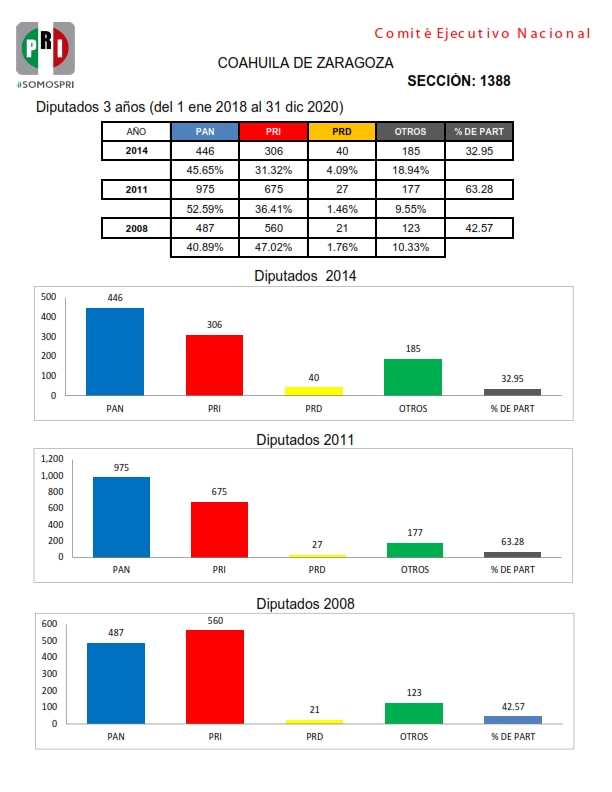 Comité Ejecutivo Nacional
PRI
#SOMOSPRI
COAHUILA DE ZARAGOZA
SECCIÓN: 1388
Diputados 3 años (del 1 ene 2018 al 31 dic 2020)
AÑO PAN PRI PRD OTROS % DE PART
2014 446 306 40 185 32.95
45.65% 31.32% 4.09% 18.94%
2011 975 675 27 177 63.28
52.59% 36.41% 1.46% 9.55%
2008 487 560 21 123 42.57
40.89% 47.02% 1.76% 10.33%
Diputados 2014
500
400
300
200
100
0
446 306 40 185 32.95
PAN PRI PRD OTROS % DE PART
Diputados 2011
1,200
1,000
800
600
400
200
0
975 675 27 177 63.28
PAN PRI PRD OTROS % DE PART
Diputados 2008
600
500
400
300
200
100
0
487 560 21 123 42.57
PAN PRI PRD OTROS % DE PART